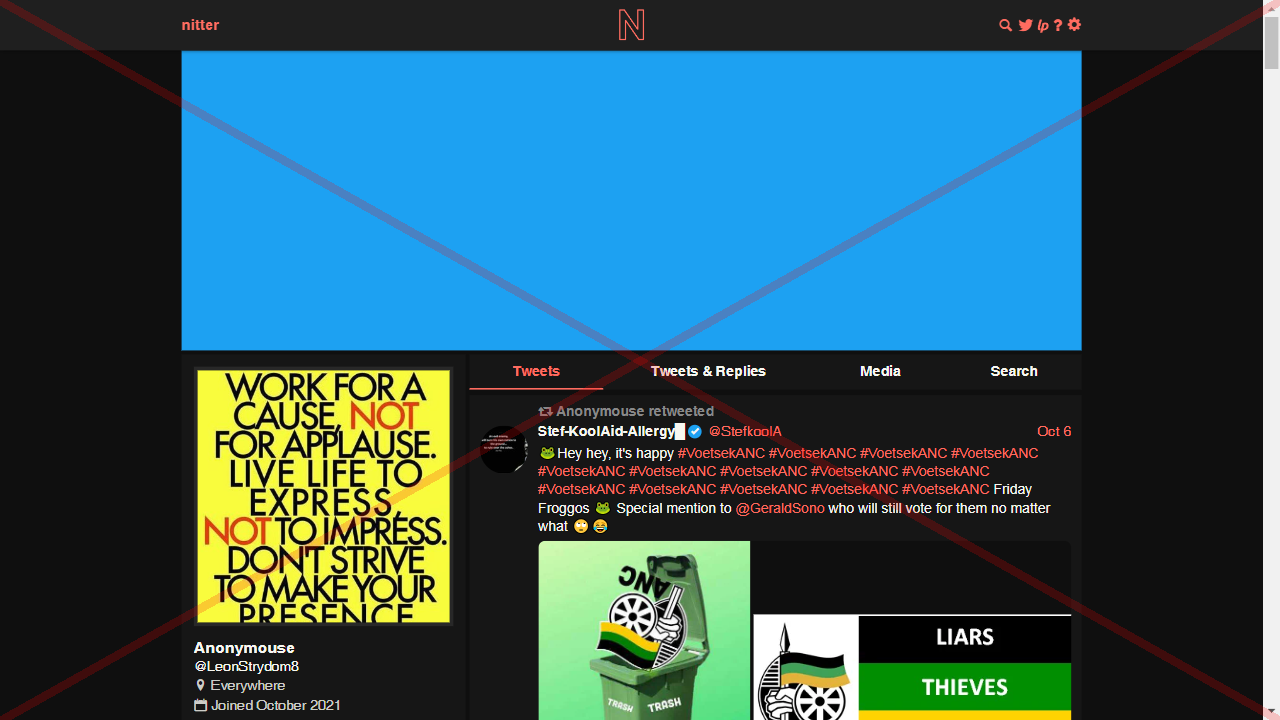 nitter
N
lp ?
WORK FOR A
CAUSE, NOT
FOR APPLAUSE.
LIVE LIFE TO
EXPRESS,
NOT TO IMPRESS.
DON'T STRIVE
TO MAKE YOUR
PRESENCE
Anonymouse
@LeonStrydom8
Everywhere
Joined October 2021
Tweets Tweets & Replies Media Search
Anonymouse retweeted
Stef-KoolAid-Allergy @StefkoolA Oct 6
🐸Hey hey, it's happy #VoetsekANC #VoetsekANC #VoetsekANC #VoetsekANC
#VoetsekANC #VoetsekANC #VoetsekANC #VoetsekANC #VoetsekANC
#VoetsekANC #VoetsekANC #VoetsekANC #VoetsekANC #VoetsekANC Friday
Froggos 🐸 Special mention to @GeraldSono who will still vote for them no matter
what 🙄 😂
ANC
TRASH TRASH
LIARS
THIEVES